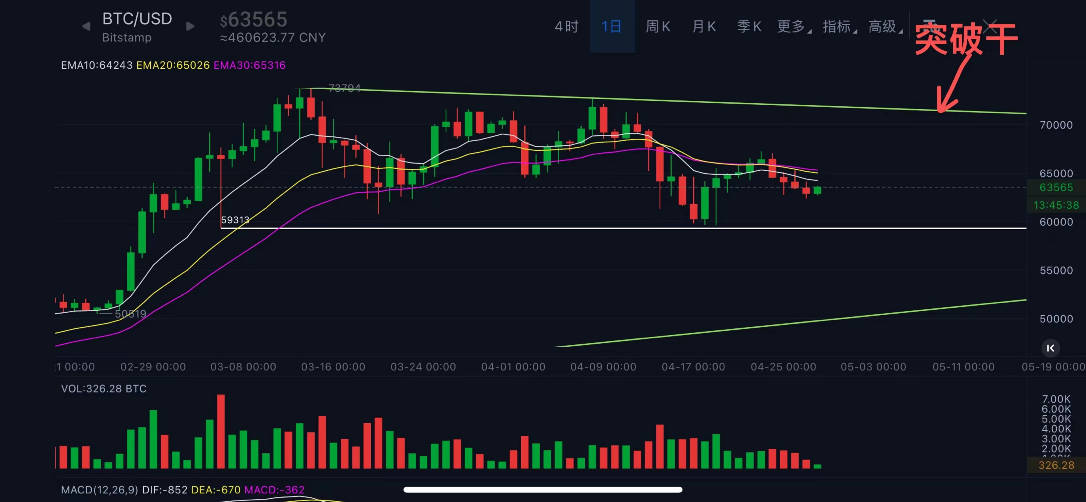 BTC/USD
Bitstamp
$63565
≈460623.77 CNY
4时 1日 周K 月K 季K 更多 指标 高级
突破干
EMA10:64243 EMA20:65026 EMA30:65316
73794
70000
65000
63565
13:45:38
60000
59313
55000
50519
50000
1 00:00 02-29 00:00 03-08 00:00 03-16 00:00 03-24 00:00 04-01 00:00 04-09 00:00 04-17 00:00 04-25 00:00 05-03 00:00 05-11 00:00 05-19 00:00
VOL:326.28 BTC
7.00K
6.00K
5.00K
4.00K
3.00K
2.00K
326.28
MACD(12,26,9) DIF:-852 DEA:-670 MACD:-362